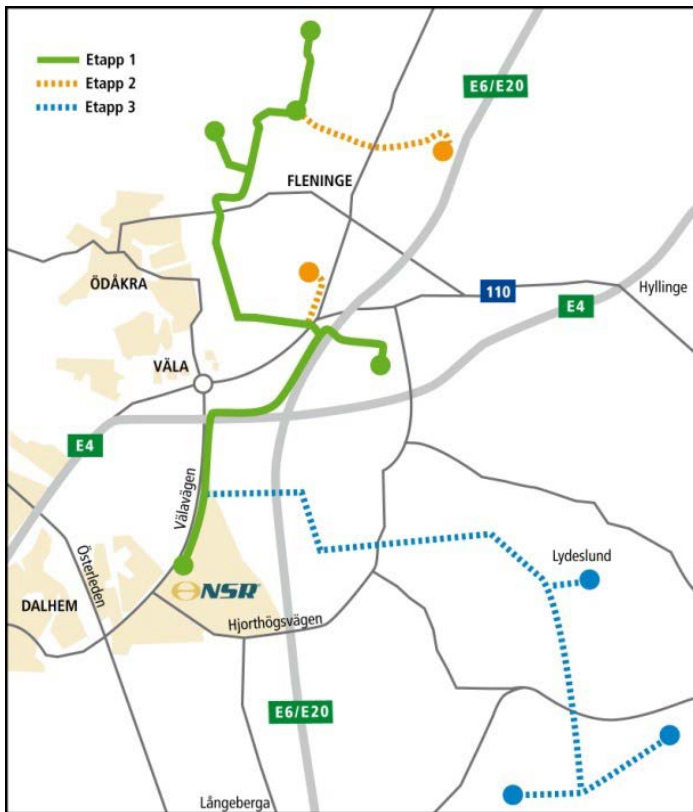 Etapp 1
Etapp 2
Etapp 3
E6/E20
FLENINGE
ÖDÅKRA
110
Hyllinge
E4
VÄLA
E4
Välavägen
Österleden
Lydeslund
NSR
DALHEM
Hjorthögsvägen
E6/E20
Långeberga